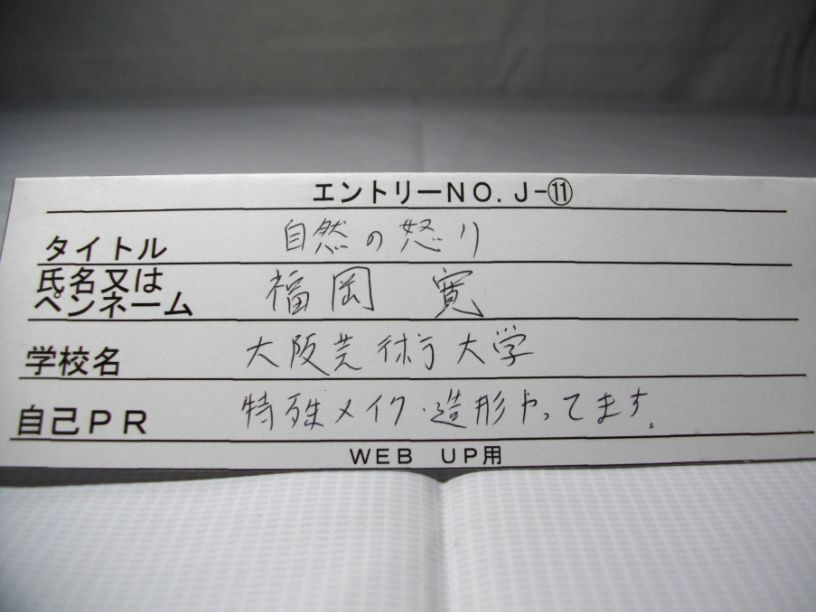 エントリーNO.J-⑪
タイトル 自然の怒り
氏名又は
ペンネーム 福岡 寛
学校名 大阪芸術大学
自己PR 特殊メイク・造形やってます。
WEB UP用